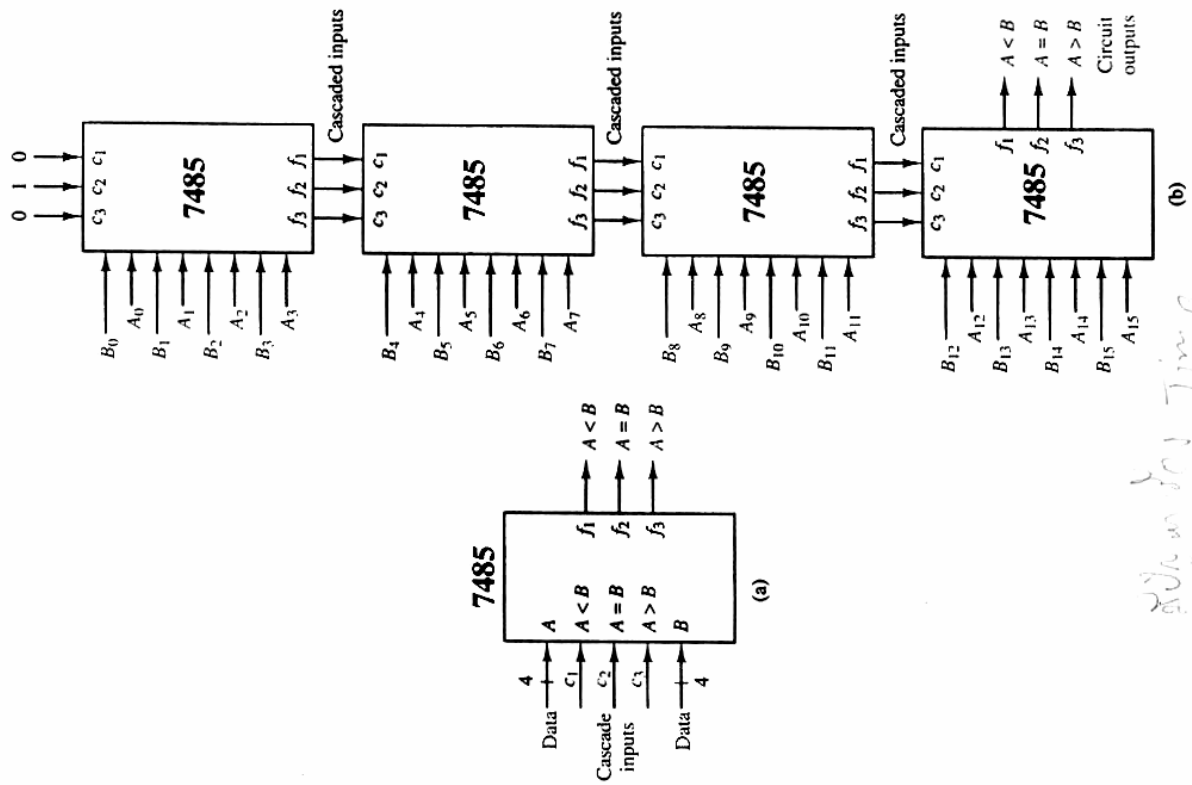 7485
Data 4 A
c₁ A < B f₁ A < B
Cascade inputs c₂ A = B f₂ A = B
c₃ A > B f₃ A > B
Data 4 B
(a)
0 1 0
c₃ c₂ c₁
B₀
A₀
B₁
A₁
B₂
A₂
B₃
A₃
7485
f₃ f₂ f₁
Cascaded inputs
c₃ c₂ c₁
B₄
A₄
B₅
A₅
B₆
A₆
B₇
A₇
7485
f₃ f₂ f₁
Cascaded inputs
c₃ c₂ c₁
B₈
A₈
B₉
A₉
B₁₀
A₁₀
B₁₁
A₁₁
7485
f₃ f₂ f₁
Cascaded inputs
c₃ c₂ c₁
B₁₂
A₁₂
B₁₃
A₁₃
B₁₄
A₁₄
B₁₅
A₁₅
7485
f₁ A < B
f₂ A = B
f₃ A > B
Circuit
outputs
(b)